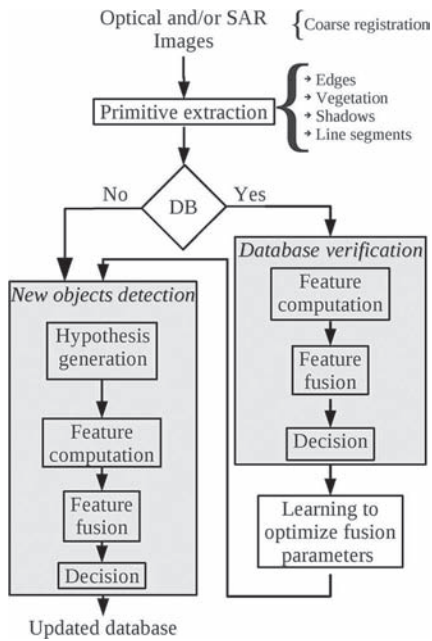 Optical and/or SAR
Images
Coarse registration
Primitive extraction
Edges
Vegetation
Shadows
Line segments
No
DB
Yes
Database verification
Feature
computation
Feature
fusion
Decision
Learning to
optimize fusion
parameters
New objects detection
Hypothesis
generation
Feature
computation
Feature
fusion
Decision
Updated database